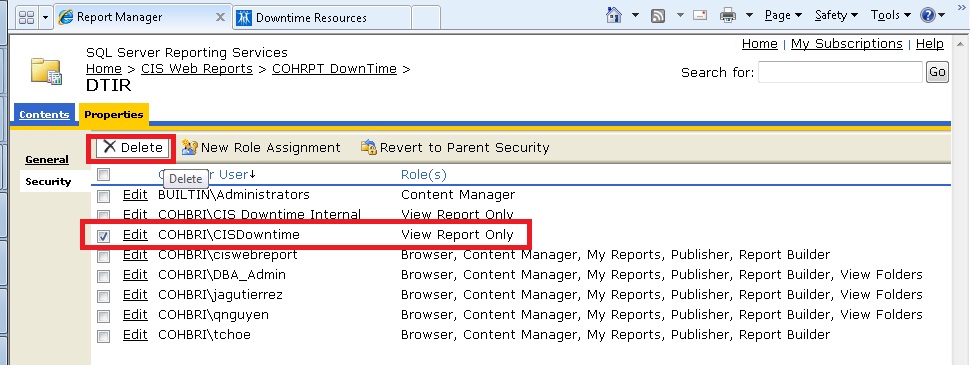 Report Manager
Downtime Resources
Page Safety Tools
SQL Server Reporting Services
Home | My Subscriptions | Help
Home > CIS Web Reports > COHRPT DownTime >
DTIR
Search for: Go
Contents Properties
Delete New Role Assignment Revert to Parent Security
General
Security
Delete
User↓ Role(s)
Edit BUILTIN\Administrators Content Manager
Edit COHBRI\CIS Downtime Internal View Report Only
Edit COHBRI\CISDowntime View Report Only
Edit COHBRI\ciswebreport Browser, Content Manager, My Reports, Publisher, Report Builder
Edit COHBRI\DBA_Admin Browser, Content Manager, My Reports, Publisher, Report Builder, View Folders
Edit COHBRI\jagutierrez Browser, Content Manager, My Reports, Publisher, Report Builder, View Folders
Edit COHBRI\qnguyen Browser, Content Manager, My Reports, Publisher, Report Builder, View Folders
Edit COHBRI\tchoe Browser, Content Manager, My Reports, Publisher, Report Builder